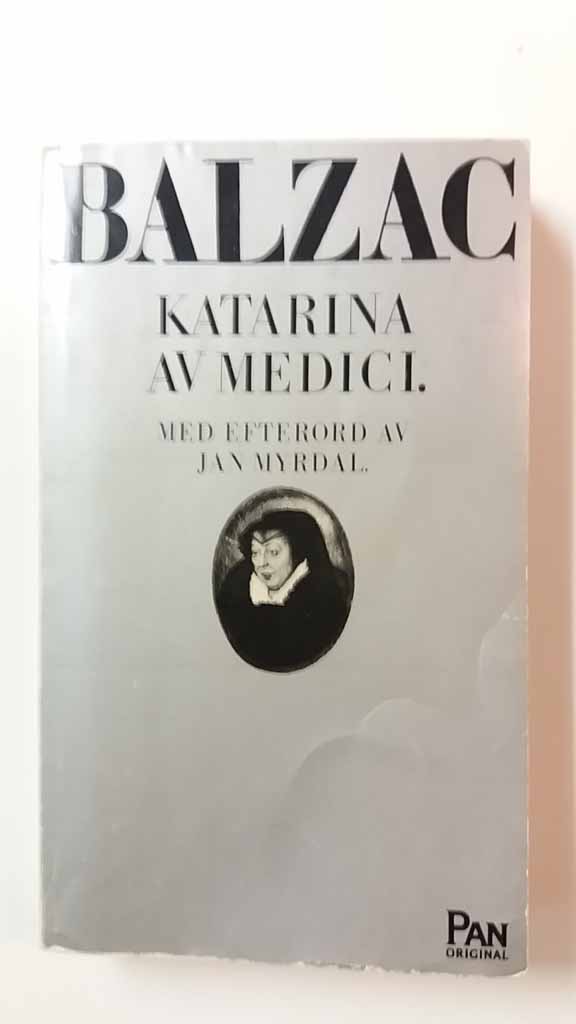 BALZAC
KATARINA
AV MEDICI.
MED EFTERORD AV
JAN MYRDAL.
PAN
ORIGINAL